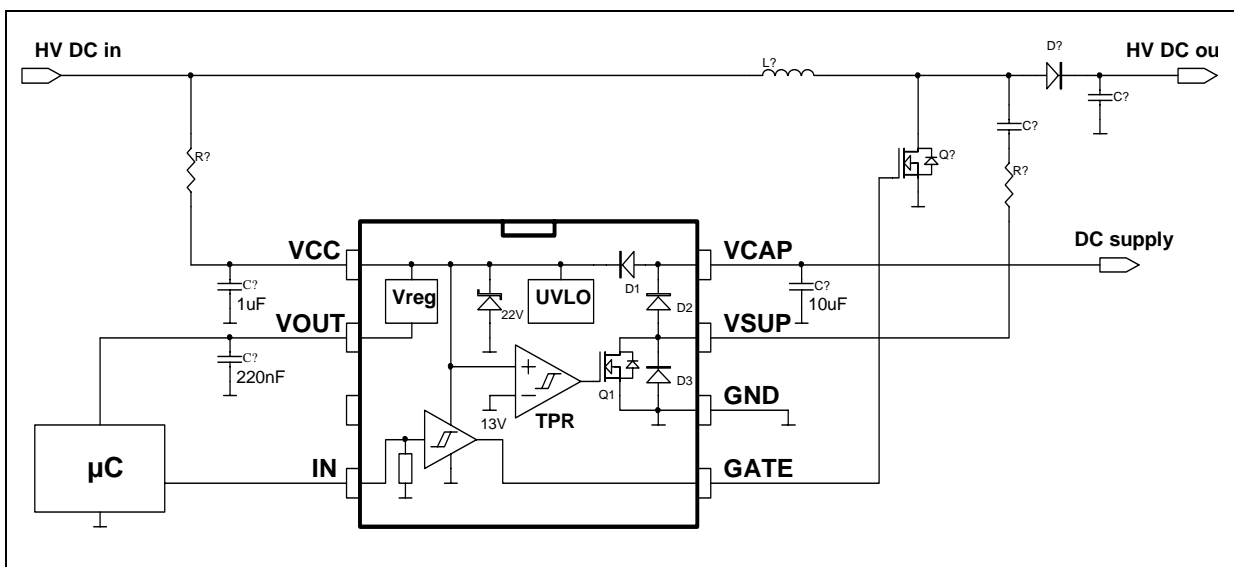 HV DC in
L?
D?
HV DC ou
C?
C?
R?
Q?
R?
VCC
VCAP
DC supply
C?
1uF
Vreg
22V
UVLO
D1
D2
C?
10uF
VOUT
VSUP
C?
220nF
+
−
13V
TPR
Q1
D3
GND
µC
IN
GATE